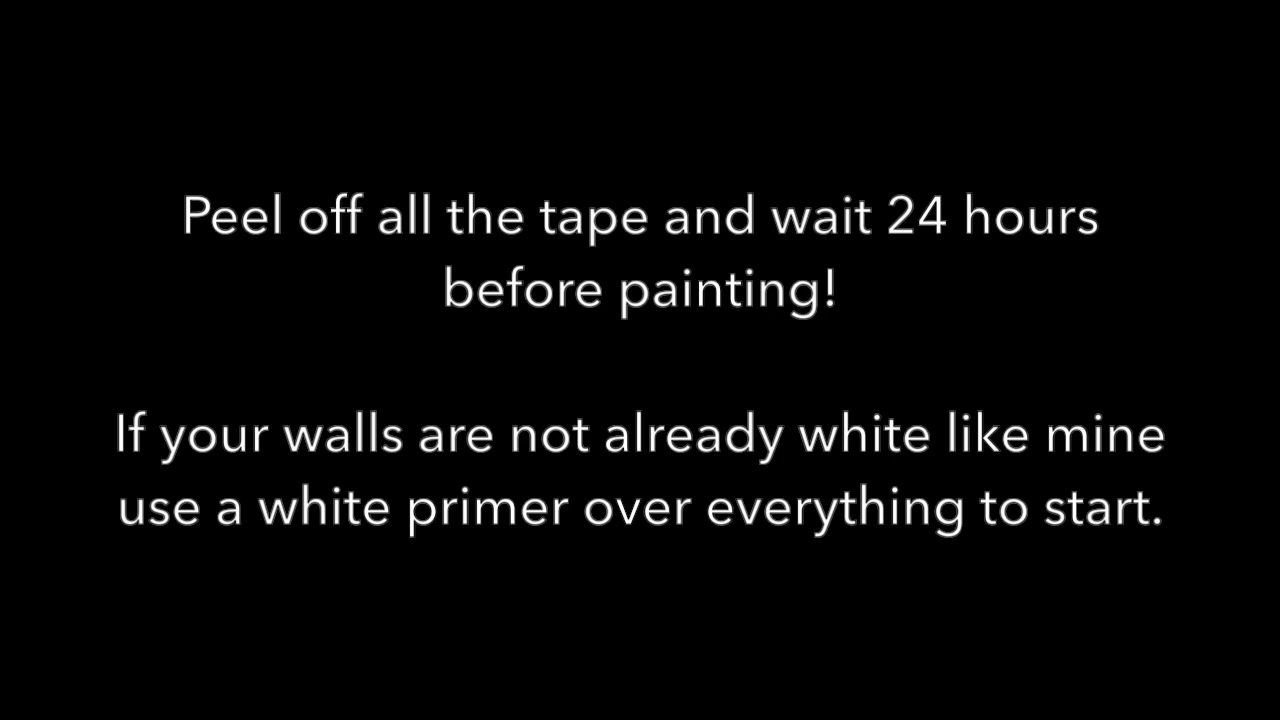 Peel off all the tape and wait 24 hours
before painting!
If your walls are not already white like mine
use a white primer over everything to start.